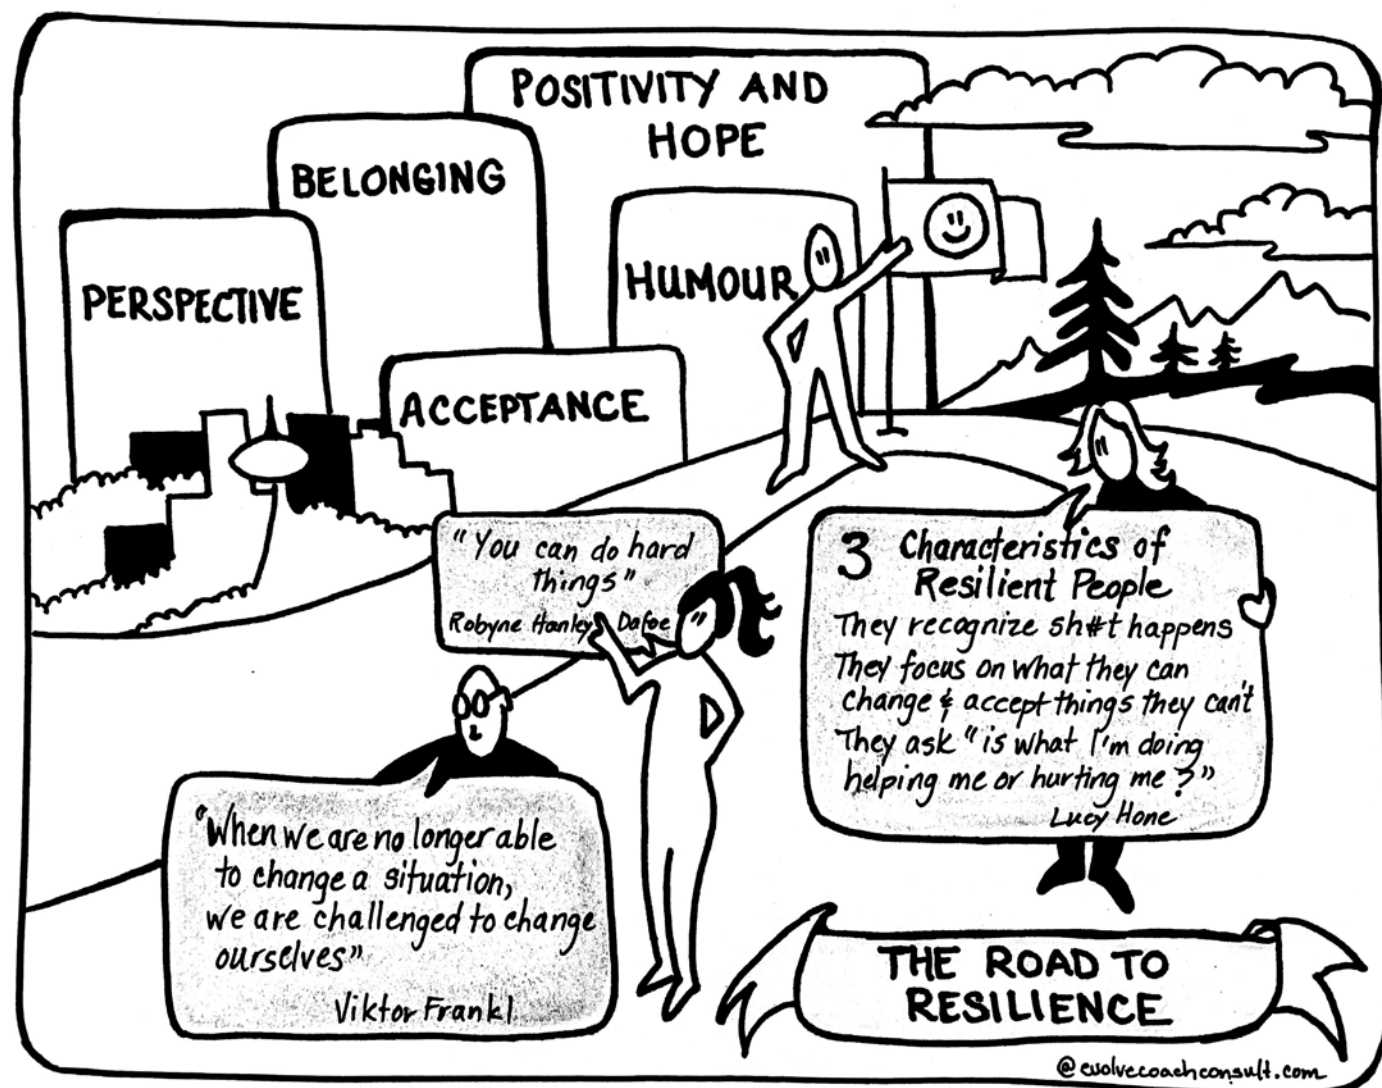 POSITIVITY AND
HOPE
BELONGING
PERSPECTIVE
HUMOUR
ACCEPTANCE
"You can do hard
things"
Robyne Hanley Dafoe
3 Characteristics of
Resilient People
They recognize sh#t happens
They focus on what they can
change & accept things they can't
They ask "is what I'm doing
helping me or hurting me?"
Lucy Hone
"When we are no longer able
to change a situation,
we are challenged to change
ourselves"
Viktor Frankl
THE ROAD TO
RESILIENCE
@evolvecoachconsult.com